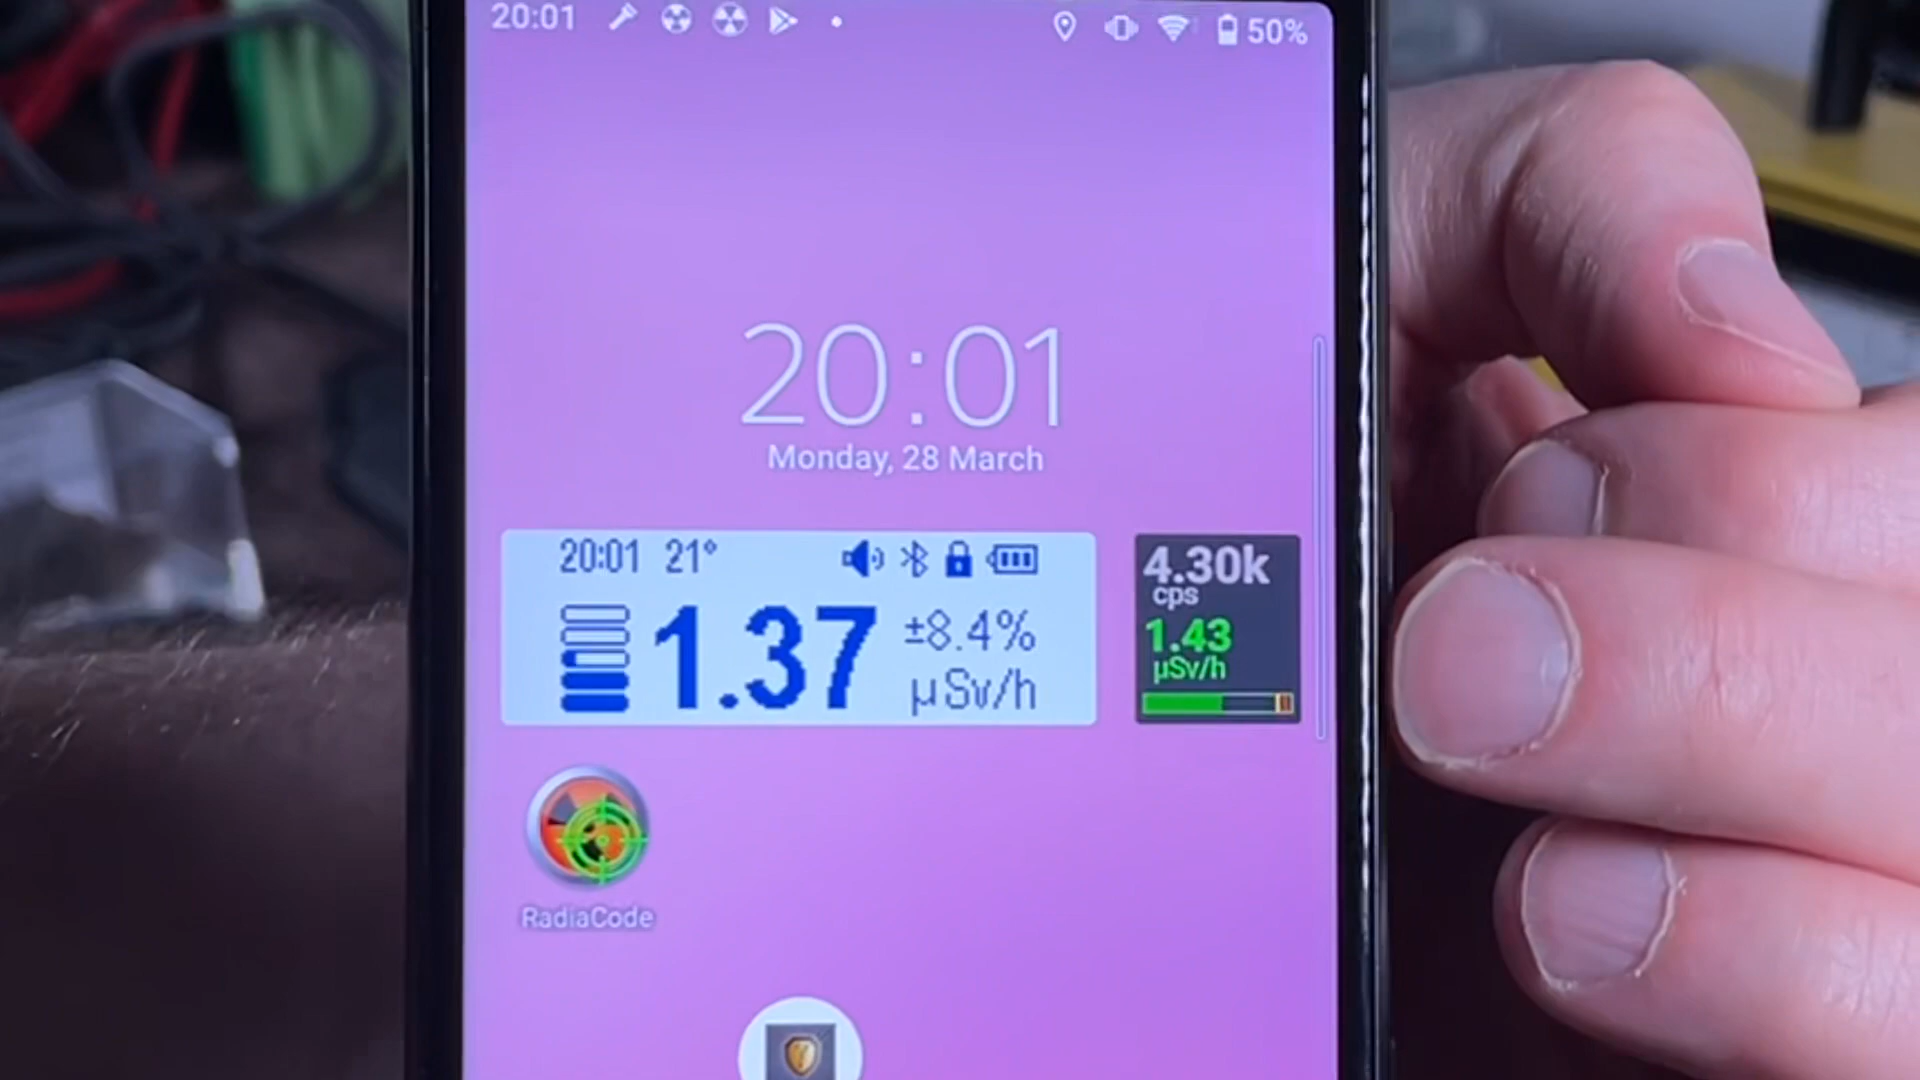 20:01 50%
20:01
Monday, 28 March
20:01 21°
1.37 ±8.4%
µSv/h
4.30k
cps
1.43
µSv/h
RadiaCode